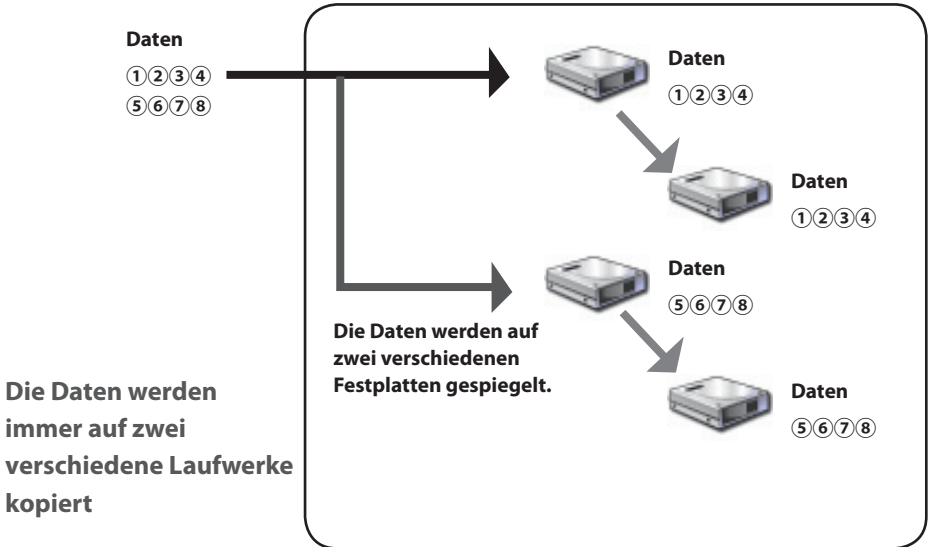 Daten
①②③④
⑤⑥⑦⑧
Daten
①②③④
Daten
①②③④
Daten
⑤⑥⑦⑧
Die Daten werden auf
zwei verschiedenen
Festplatten gespiegelt.
Daten
⑤⑥⑦⑧
Die Daten werden
immer auf zwei
verschiedene Laufwerke
kopiert